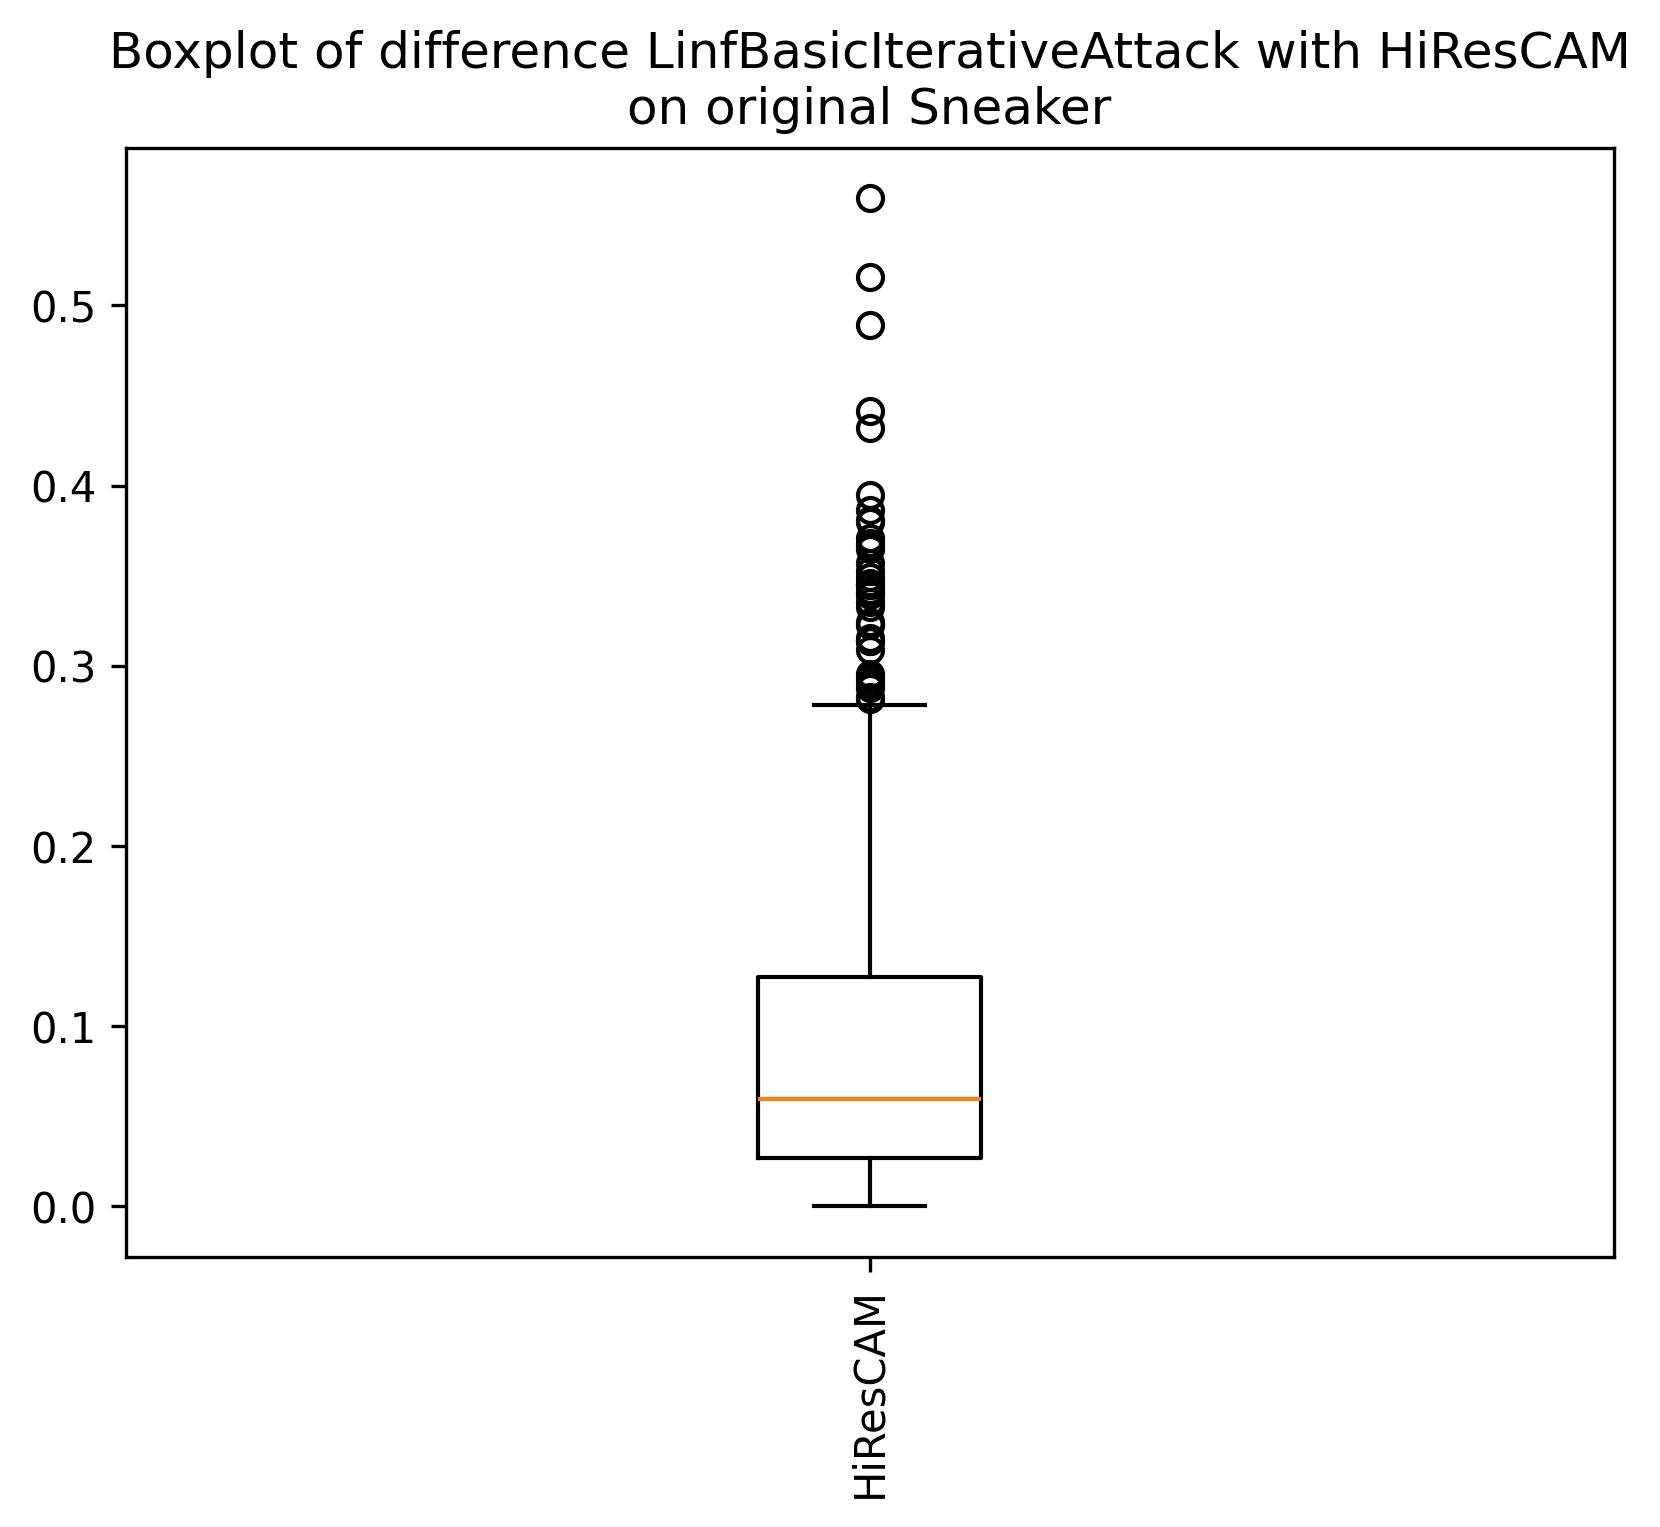 Boxplot of difference LinfBasicIterativeAttack with HiResCAM
on original Sneaker
0.5
0.4
0.3
0.2
0.1
0.0
HiResCAM